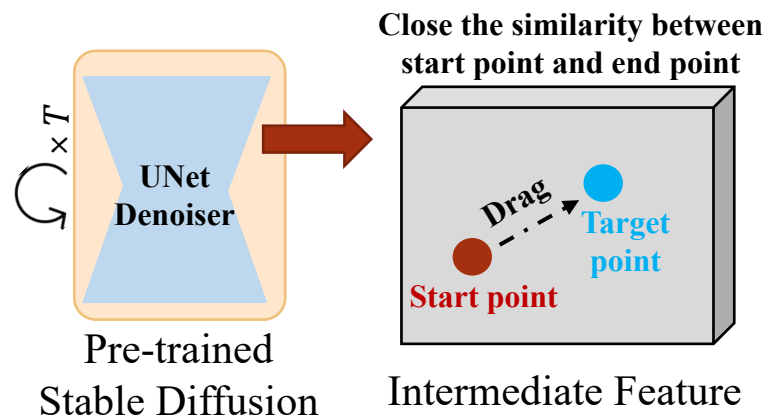 Close the similarity between
start point and end point
× T
UNet
Denoiser
Drag
Target
point
Start point
Pre-trained
Stable Diffusion
Intermediate Feature